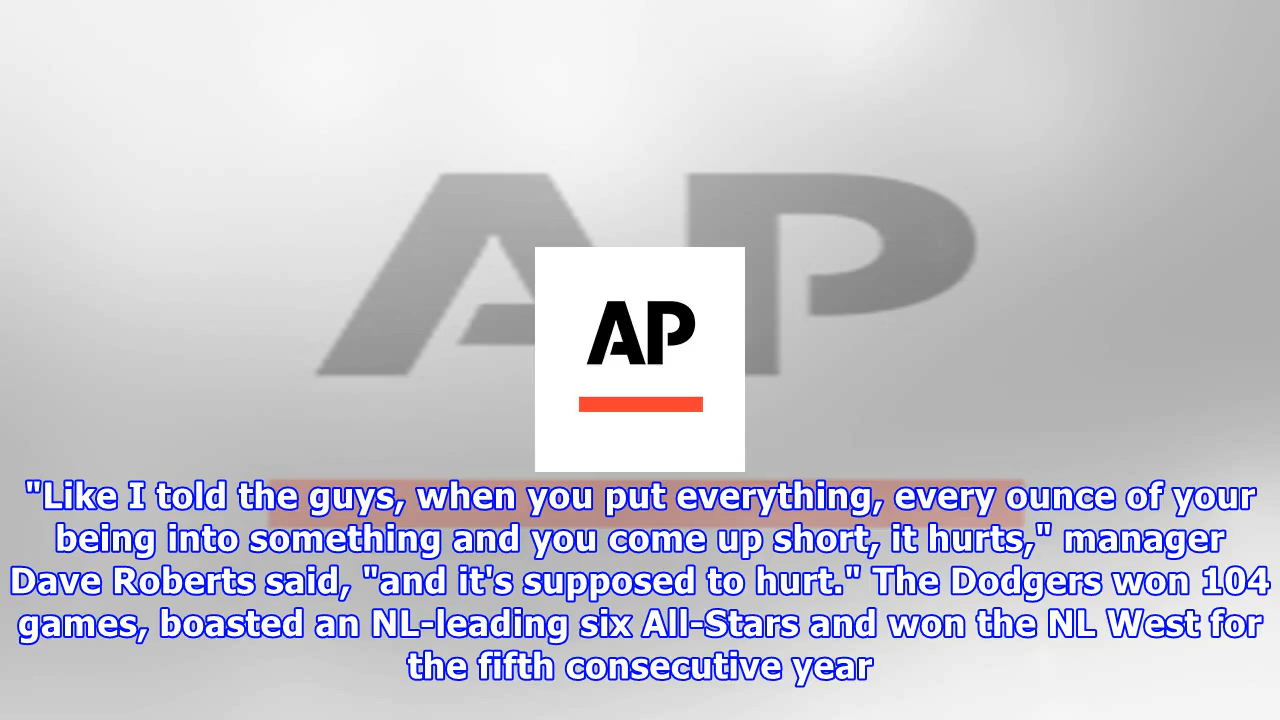 AP
AP
"Like I told the guys, when you put everything, every ounce of your
being into something and you come up short, it hurts," manager
Dave Roberts said, "and it's supposed to hurt." The Dodgers won 104
games, boasted an NL-leading six All-Stars and won the NL West for
the fifth consecutive year